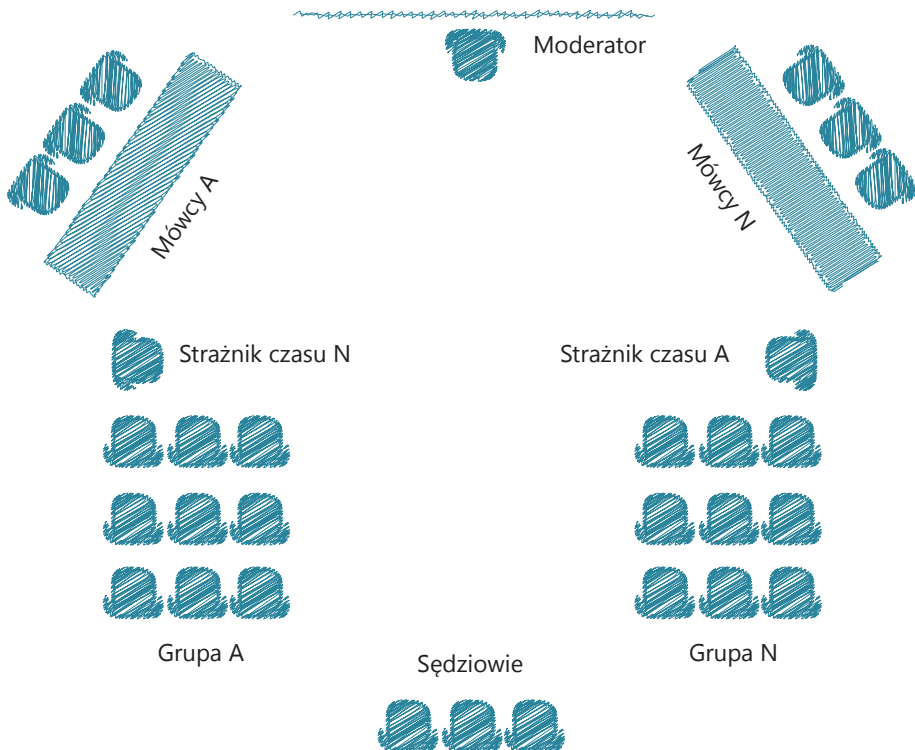 Moderator
Mówcy A
Mówcy N
Strażnik czasu N
Strażnik czasu A
Grupa A
Grupa N
Sędziowie